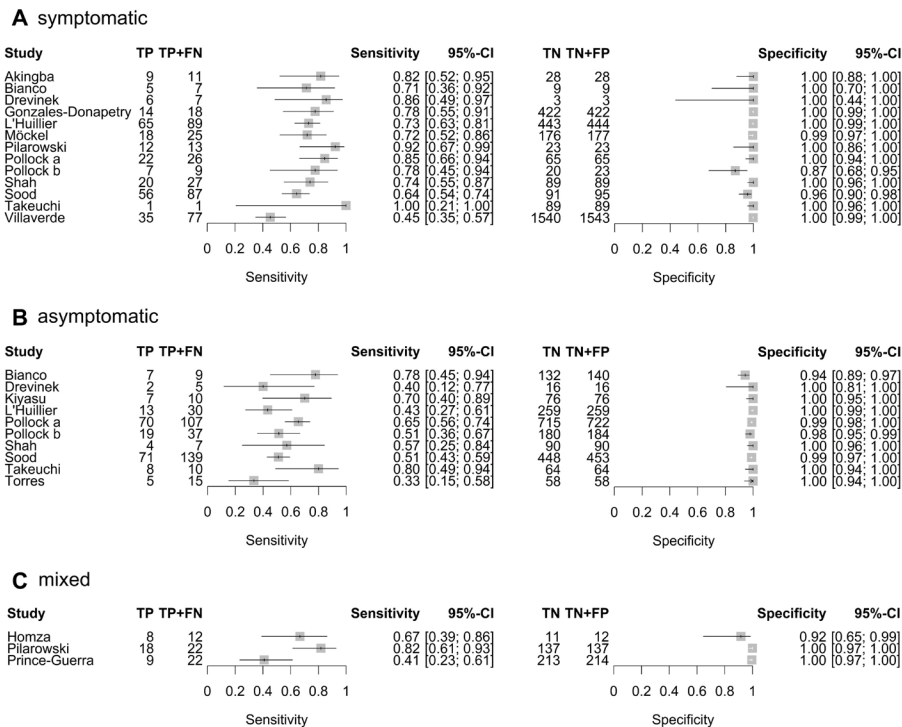 A symptomatic
Study TP TP+FN Sensitivity 95%-CI TN TN+FP Specificity 95%-CI
Akingba 9 11 0.82 [0.52; 0.95] 28 28 1.00 [0.88; 1.00]
Bianco 5 7 0.71 [0.36; 0.92] 9 9 1.00 [0.70; 1.00]
Drevinek 6 7 0.86 [0.49; 0.97] 3 3 1.00 [0.44; 1.00]
Gonzales-Donapetry 14 18 0.78 [0.55; 0.91] 422 422 1.00 [0.99; 1.00]
L'Huillier 65 89 0.73 [0.63; 0.81] 443 444 1.00 [0.99; 1.00]
Möckel 18 25 0.72 [0.52; 0.86] 176 177 0.99 [0.97; 1.00]
Pilarowski 12 13 0.92 [0.67; 0.99] 23 23 1.00 [0.86; 1.00]
Pollock a 22 26 0.85 [0.66; 0.94] 65 65 1.00 [0.94; 1.00]
Pollock b 7 9 0.78 [0.45; 0.94] 20 23 0.87 [0.68; 0.95]
Shah 20 27 0.74 [0.55; 0.87] 89 89 1.00 [0.96; 1.00]
Sood 56 87 0.64 [0.54; 0.74] 91 95 0.96 [0.90; 0.98]
Takeuchi 1 1 1.00 [0.21; 1.00] 89 89 1.00 [0.96; 1.00]
Villaverde 35 77 0.45 [0.35; 0.57] 1540 1543 1.00 [0.99; 1.00]
0 0.2 0.4 0.6 0.8 1 0 0.2 0.4 0.6 0.8 1
Sensitivity Specificity
B asymptomatic
Study TP TP+FN Sensitivity 95%-CI TN TN+FP Specificity 95%-CI
Bianco 7 9 0.78 [0.45; 0.94] 132 140 0.94 [0.89; 0.97]
Drevinek 2 5 0.40 [0.12; 0.77] 16 16 1.00 [0.81; 1.00]
Kiyasu 7 10 0.70 [0.40; 0.89] 76 76 1.00 [0.95; 1.00]
L'Huillier 13 30 0.43 [0.27; 0.61] 259 259 1.00 [0.99; 1.00]
Pollock a 70 107 0.65 [0.56; 0.74] 715 722 0.99 [0.98; 1.00]
Pollock b 19 37 0.51 [0.36; 0.67] 180 184 0.98 [0.95; 0.99]
Shah 4 7 0.57 [0.25; 0.84] 90 90 1.00 [0.96; 1.00]
Sood 71 139 0.51 [0.43; 0.59] 448 453 0.99 [0.97; 1.00]
Takeuchi 8 10 0.80 [0.49; 0.94] 64 64 1.00 [0.94; 1.00]
Torres 5 15 0.33 [0.15; 0.58] 58 58 1.00 [0.94; 1.00]
0 0.2 0.4 0.6 0.8 1 0 0.2 0.4 0.6 0.8 1
Sensitivity Specificity
C mixed
Study TP TP+FN Sensitivity 95%-CI TN TN+FP Specificity 95%-CI
Homza 8 12 0.67 [0.39; 0.86] 11 12 0.92 [0.65; 0.99]
Pilarowski 18 22 0.82 [0.61; 0.93] 137 137 1.00 [0.97; 1.00]
Prince-Guerra 9 22 0.41 [0.23; 0.61] 213 214 1.00 [0.97; 1.00]
0 0.2 0.4 0.6 0.8 1 0 0.2 0.4 0.6 0.8 1
Sensitivity Specificity